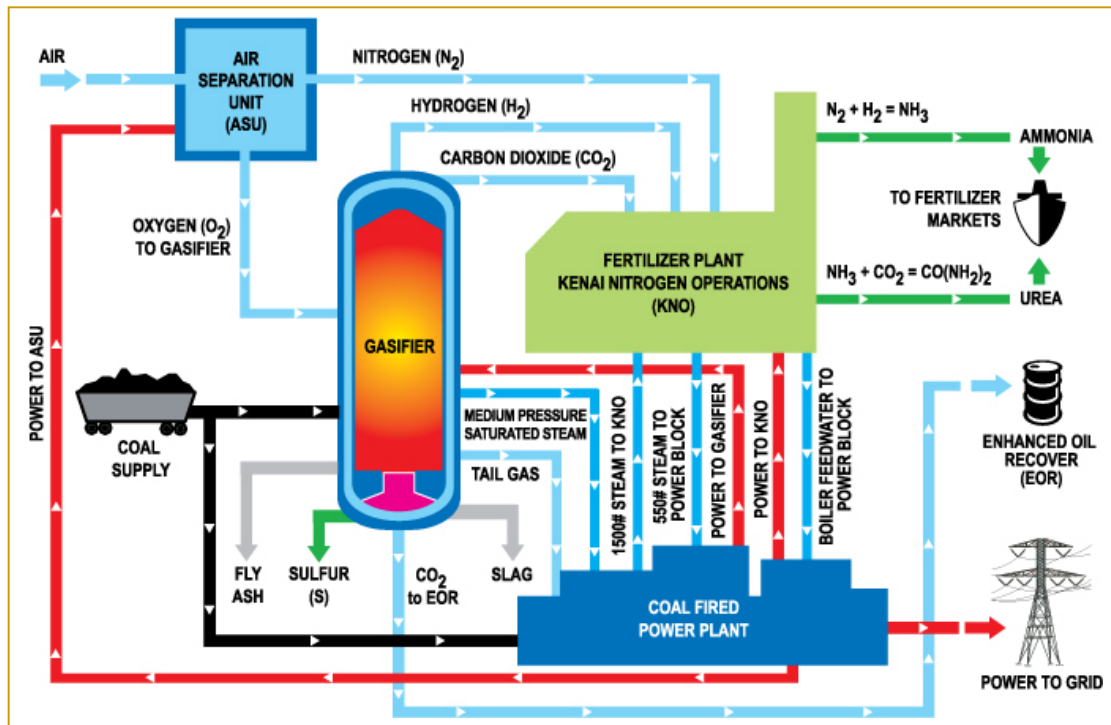 AIR
AIR
SEPARATION
UNIT
(ASU)
NITROGEN (N₂)
HYDROGEN (H₂)
CARBON DIOXIDE (CO₂)
OXYGEN (O₂)
TO GASIFIER
N₂ + H₂ = NH₃
AMMONIA
TO FERTILIZER
MARKETS
NH₃ + CO₂ = CO(NH₂)₂
UREA
FERTILIZER PLANT
KENAI NITROGEN OPERATIONS
(KNO)
GASIFIER
POWER TO ASU
COAL
SUPPLY
MEDIUM PRESSURE
SATURATED STEAM
TAIL GAS
1500# STEAM TO KNO
550# STEAM TO
POWER BLOCK
POWER TO GASIFIER
POWER TO KNO
BOILER FEEDWATER TO
POWER BLOCK
ENHANCED OIL
RECOVER
(EOR)
FLY
ASH
SULFUR
(S)
CO₂
to EOR
SLAG
COAL FIRED
POWER PLANT
POWER TO GRID